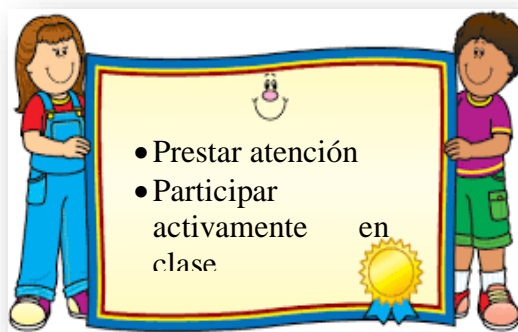 • Prestar atención
• Participar
activamente en
clase